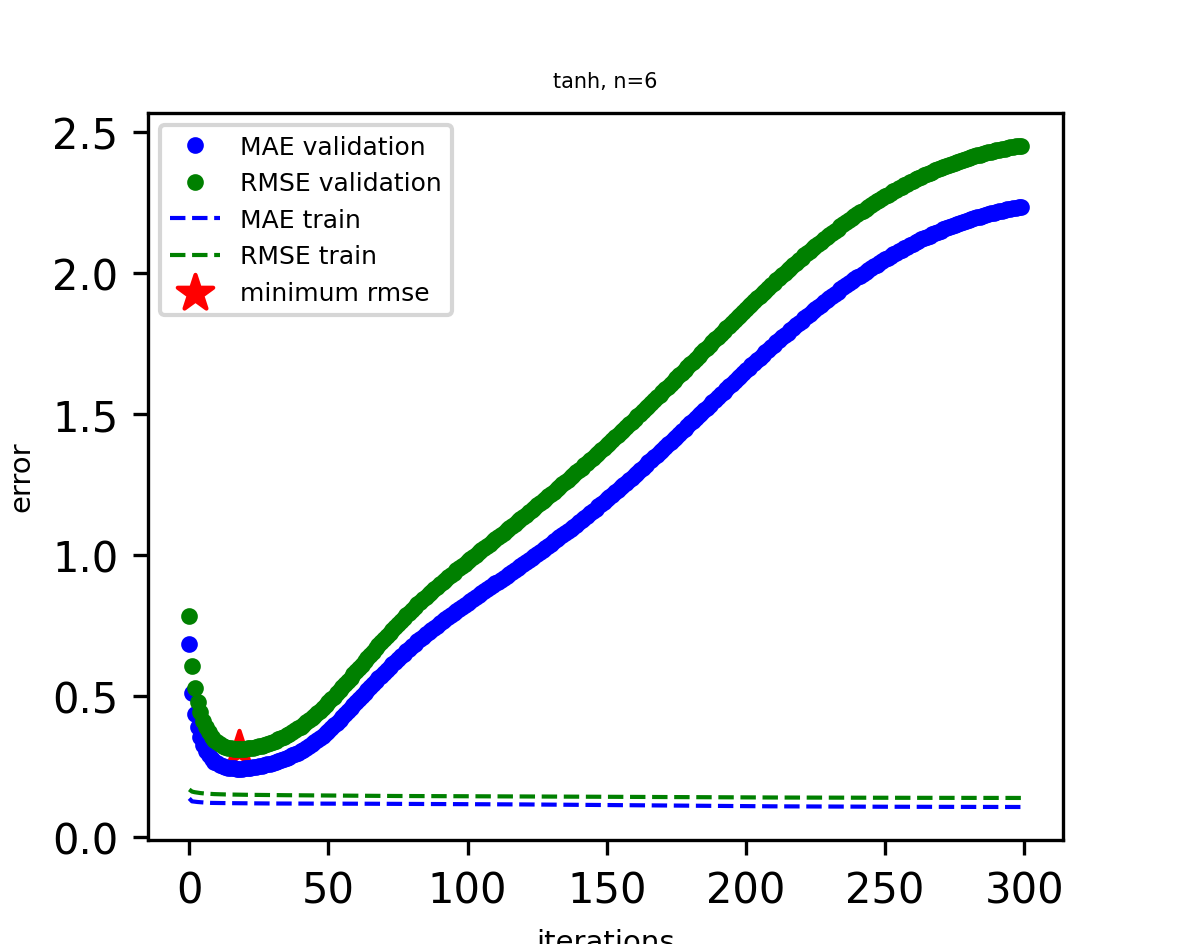 tanh, n=6
2.5
2.0
1.5
1.0
0.5
0.0
error
MAE validation
RMSE validation
MAE train
RMSE train
minimum rmse
0 50 100 150 200 250 300
iterations